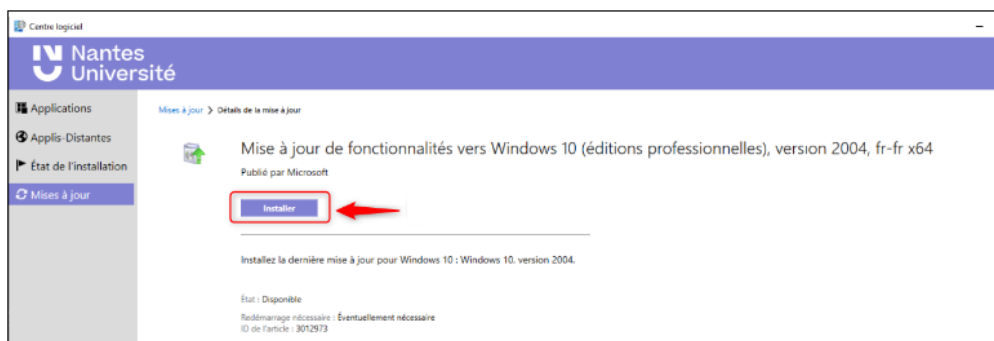 Centre logiciel
Nantes
Université
Applications
Applis-Distantes
État de l'installation
Mises à jour
Mises à jour > Détails de la mise à jour
Mise à jour de fonctionnalités vers Windows 10 (éditions professionnelles), version 2004, fr-fr x64
Publié par Microsoft
Installer
Installez la dernière mise à jour pour Windows 10 : Windows 10. version 2004.
État : Disponible
Redémarrage nécessaire : Éventuellement nécessaire
ID de l'article : 3012973